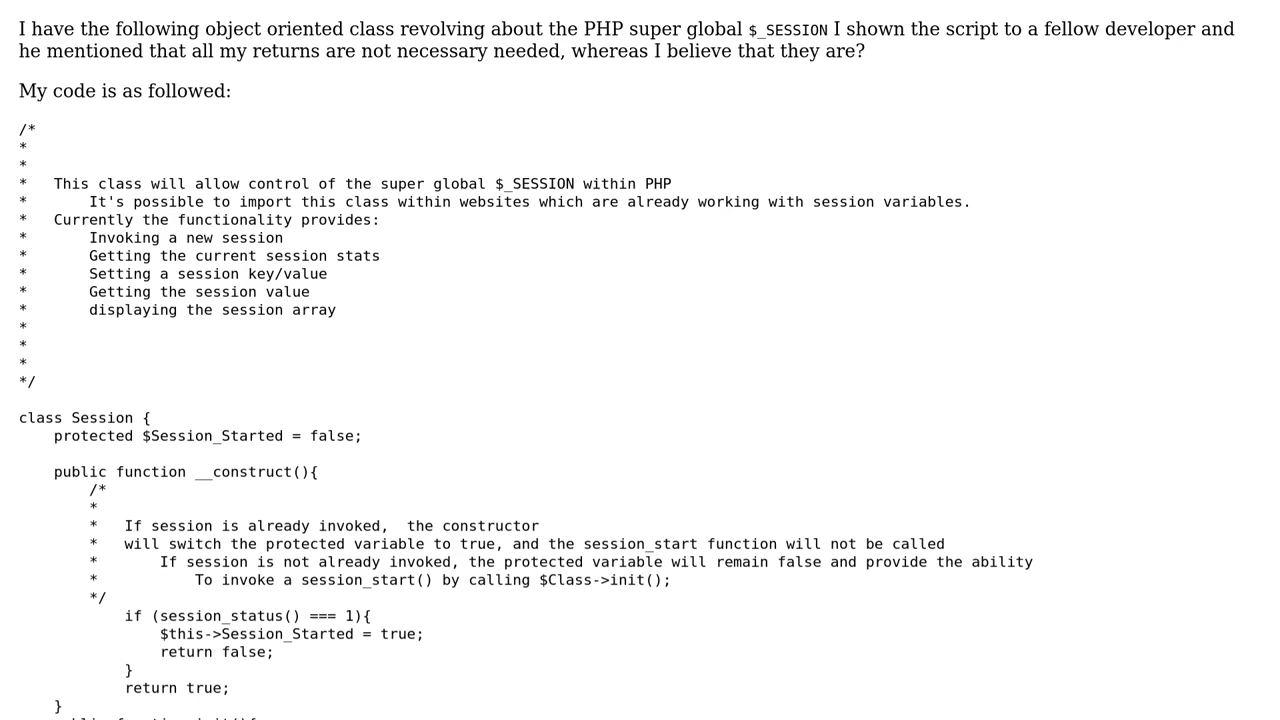 I have the following object oriented class revolving about the PHP super global $_SESSION I shown the script to a fellow developer and
he mentioned that all my returns are not necessary needed, whereas I believe that they are?
My code is as followed:
/*
*
*
*   This class will allow control of the super global $_SESSION within PHP
*       It's possible to import this class within websites which are already working with session variables.
*   Currently the functionality provides:
*       Invoking a new session
*       Getting the current session stats
*       Setting a session key/value
*       Getting the session value
*       displaying the session array
*
*
*
*/
class Session {
    protected $Session_Started = false;
    public function __construct(){
        /*
        *
        *   If session is already invoked,  the constructor
        *   will switch the protected variable to true, and the session_start function will not be called
        *       If session is not already invoked, the protected variable will remain false and provide the ability
        *           To invoke a session_start() by calling $Class->init();
        */
            if (session_status() === 1){
                $this->Session_Started = true;
                return false;
            }
            return true;
    }